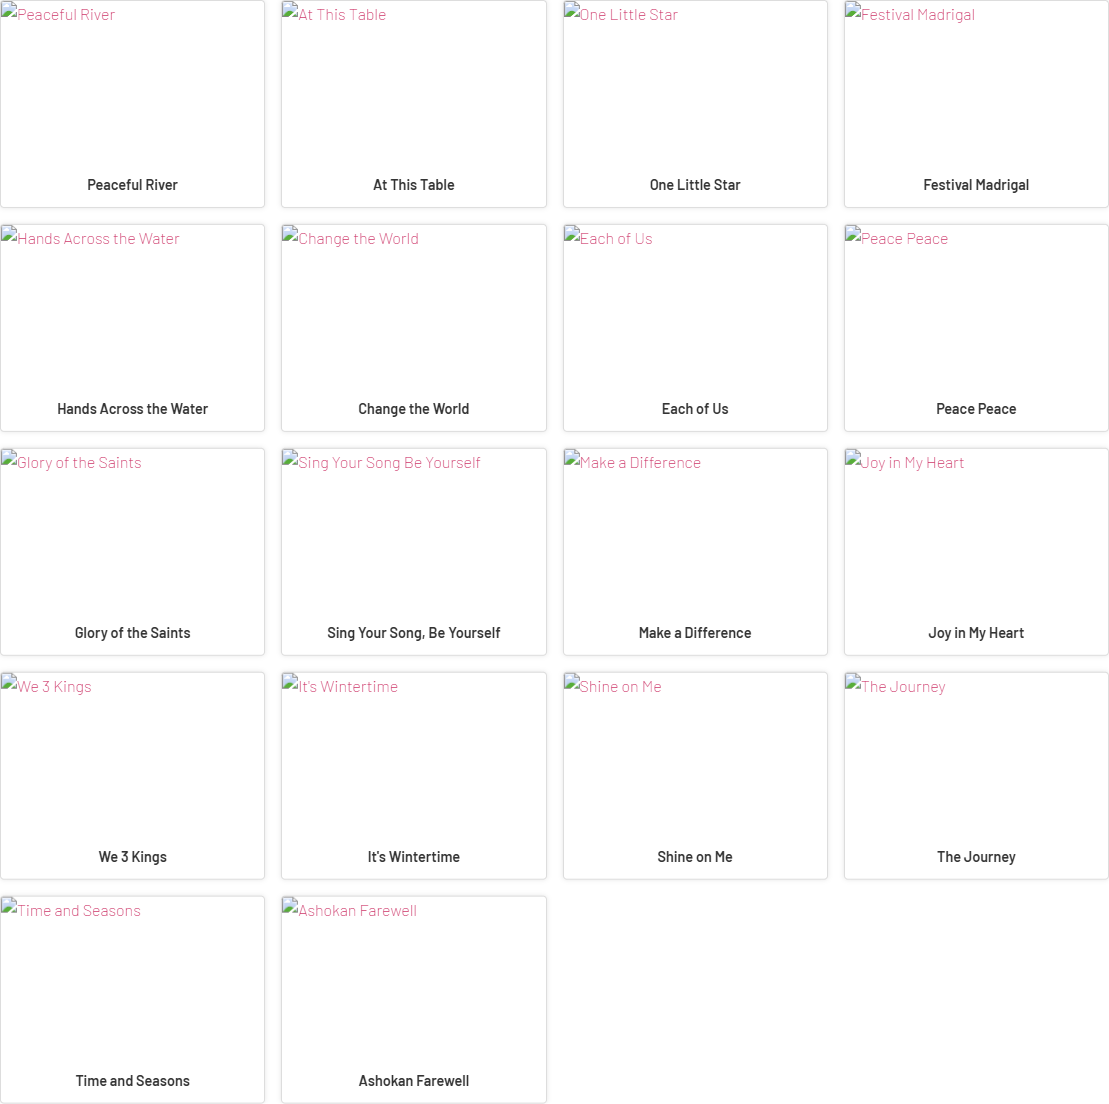 Peaceful River
At This Table
One Little Star
Festival Madrigal
Peaceful River
At This Table
One Little Star
Festival Madrigal
Hands Across the Water
Change the World
Each of Us
Peace Peace
Hands Across the Water
Change the World
Each of Us
Peace Peace
Glory of the Saints
Sing Your Song Be Yourself
Make a Difference
Joy in My Heart
Glory of the Saints
Sing Your Song, Be Yourself
Make a Difference
Joy in My Heart
We 3 Kings
It's Wintertime
Shine on Me
The Journey
We 3 Kings
It's Wintertime
Shine on Me
The Journey
Time and Seasons
Ashokan Farewell
Time and Seasons
Ashokan Farewell